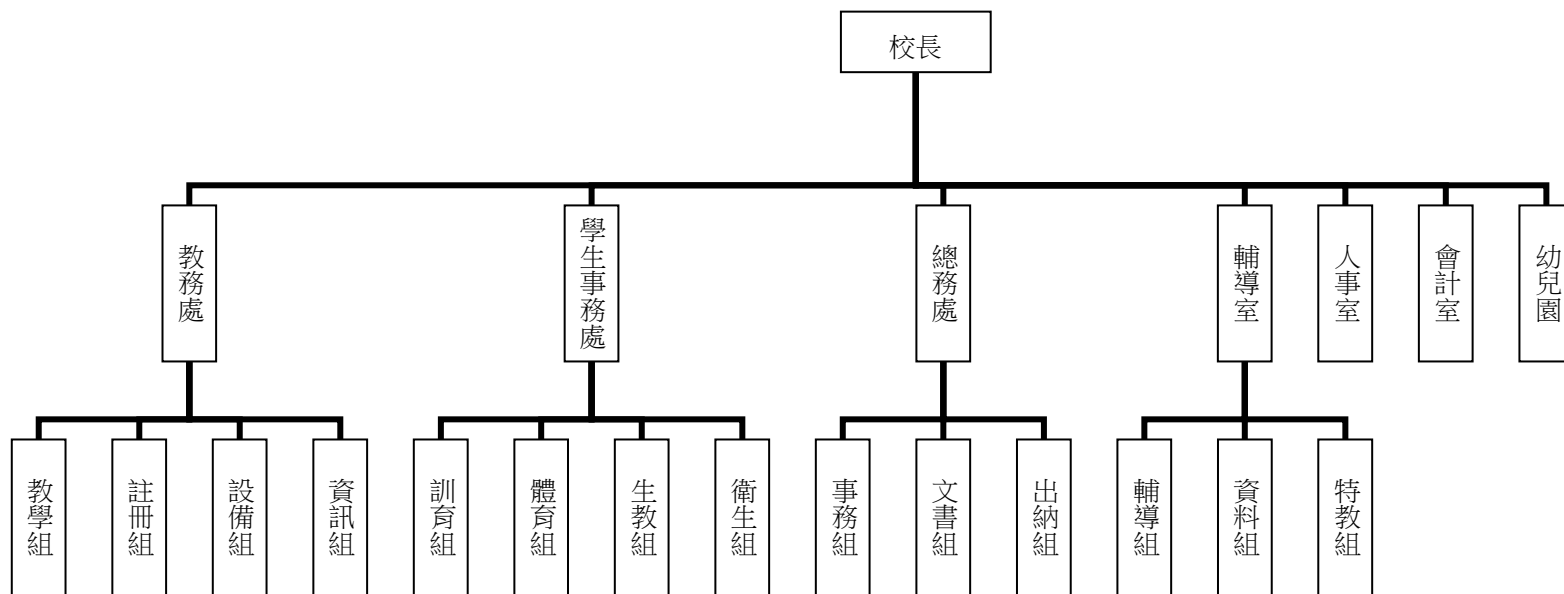 校長
教務處
學生事務處
總務處
輔導室
人事室
會計室
幼兒園
教學組
註冊組
設備組
資訊組
訓育組
體育組
生教組
衛生組
事務組
文書組
出納組
輔導組
資料組
特教組